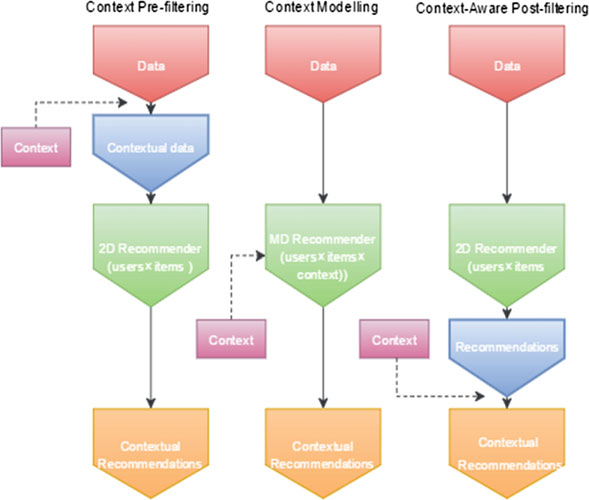 Context Pre-filtering
Data
Context
Contextual data
2D Recommender
(users× items )
Contextual
Recommendations
Context Modelling
Data
MD Recommender
(users×items×
context))
Context
Contextual
Recommendations
Context-Aware Post-filtering
Data
2D Recommender
(users×items
Recommendations
Context
Contextual
Recommendations